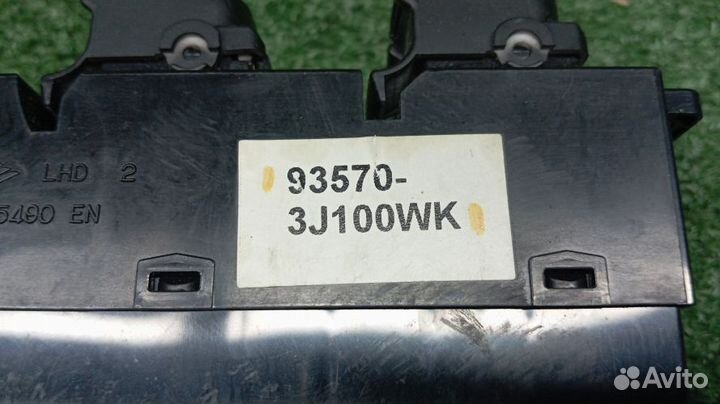 LHD 2
5490 EN
93570-
3J100WK
Avito